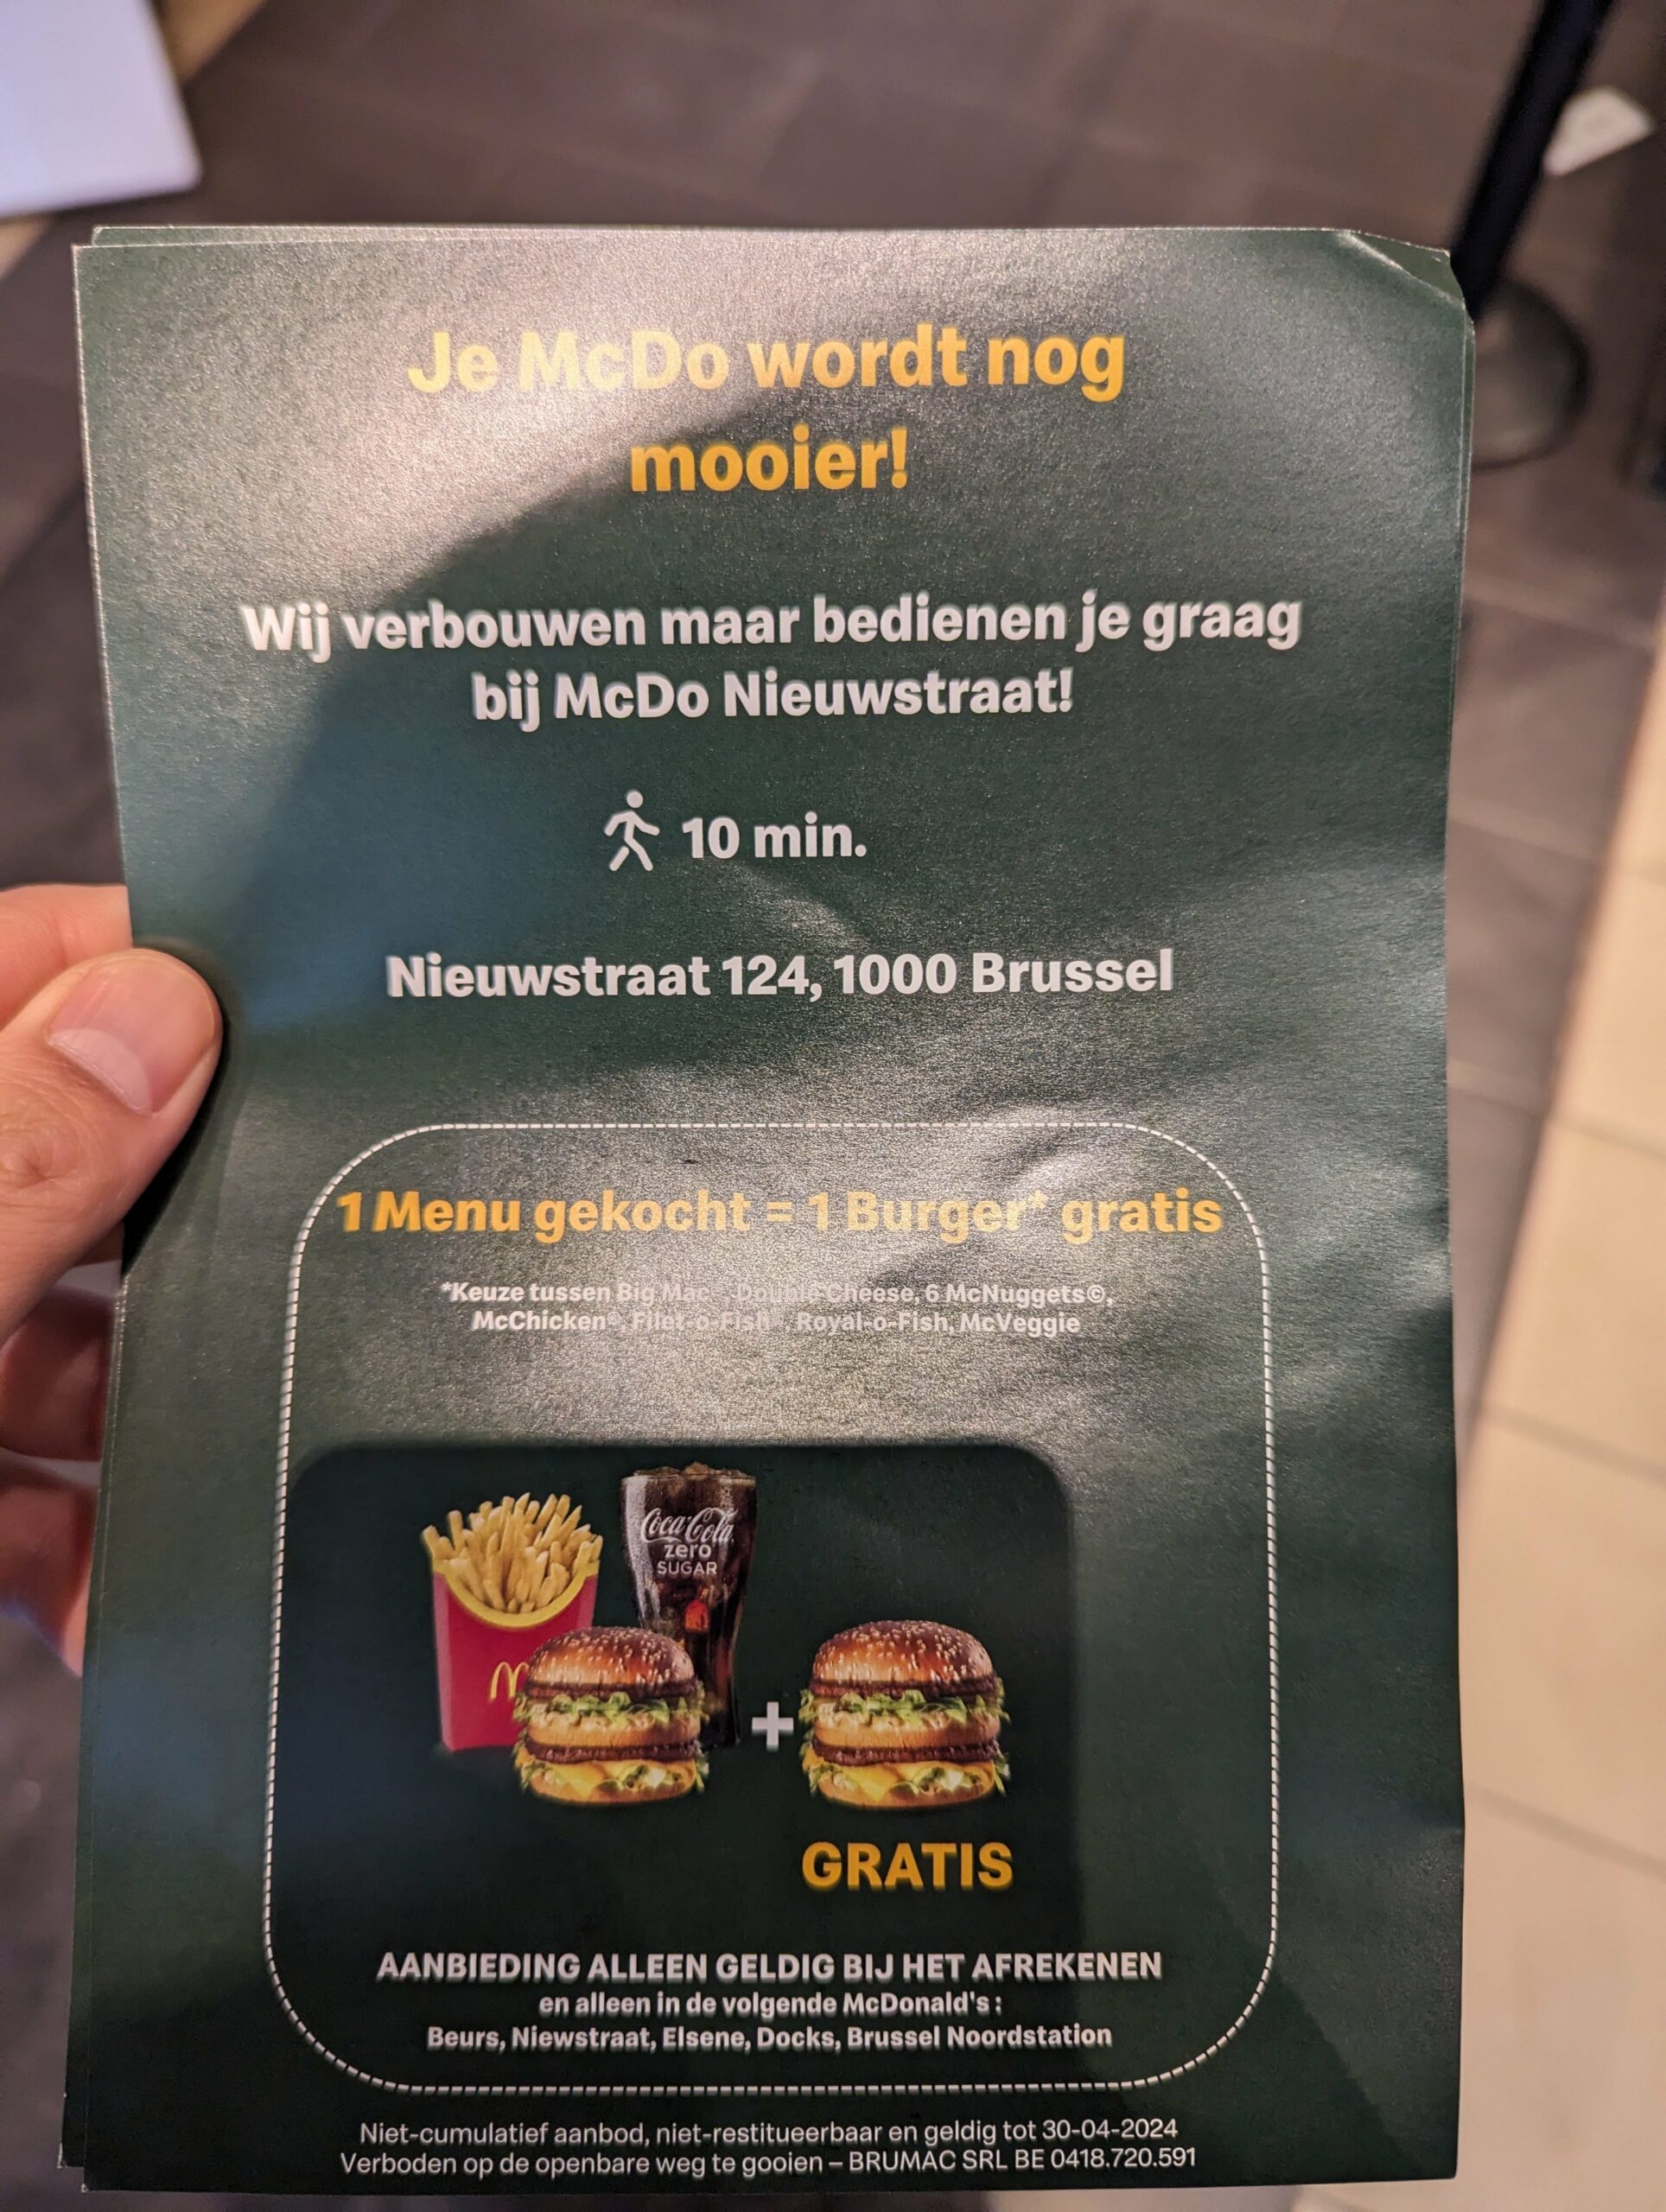 Je McDo wordt nog
mooier!
Wij verbouwen maar bedienen je graag
bij McDo Nieuwstraat!
10 min.
Nieuwstraat 124, 1000 Brussel
1 Menu gekocht = 1 Burger* gratis
*Keuze tussen Big Mac®, Double Cheese, 6 McNuggets©,
McChicken®, Filet-o-Fish®, Royal-o-Fish, McVeggie
Coca-Cola
zero
SUGAR
+
GRATIS
AANBIEDING ALLEEN GELDIG BIJ HET AFREKENEN
en alleen in de volgende McDonald's :
Beurs, Niewstraat, Elsene, Docks, Brussel Noordstation
Niet-cumulatief aanbod, niet-restitueerbaar en geldig tot 30-04-2024
Verboden op de openbare weg te gooien – BRUMAC SRL BE 0418.720.591